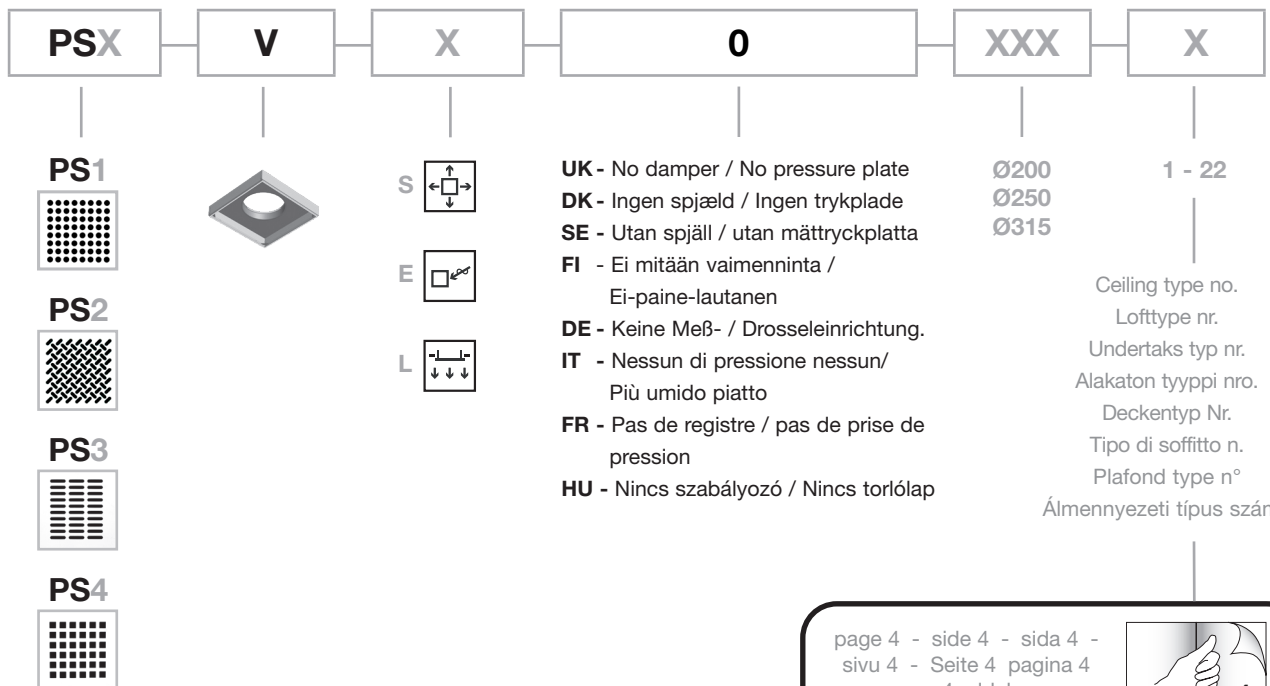 PSX V X 0 XXX X
PS1
PS2
PS3
PS4
S
E
L
UK - No damper / No pressure plate
DK - Ingen spjæld / Ingen trykplade
SE - Utan spjäll / utan mättryckplatta
FI - Ei mitään vaimenninta /
Ei-paine-lautanen
DE - Keine Meß- / Drosseleinrichtung.
IT - Nessun di pressione nessun/
Più umido piatto
FR - Pas de registre / pas de prise de
pression
HU - Nincs szabályozó / Nincs torlólap
Ø200
Ø250
Ø315
1 - 22
Ceiling type no.
Lofttype nr.
Undertaks typ nr.
Alakaton tyyppi nro.
Deckentyp Nr.
Tipo di soffitto n.
Plafond type n°
Álmennyezeti típus szám
page 4 - side 4 - sida 4 -
sivu 4 - Seite 4 pagina 4